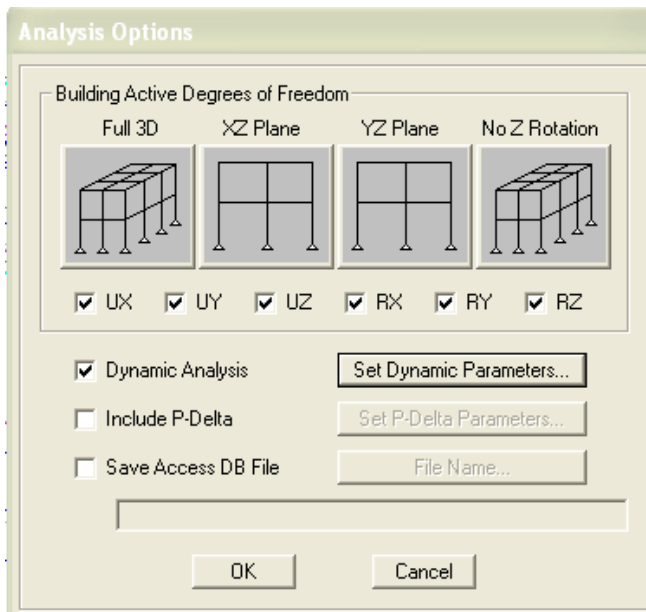 Analysis Options
Building Active Degrees of Freedom
Full 3D XZ Plane YZ Plane No Z Rotation
UX UY UZ RX RY RZ
Dynamic Analysis Set Dynamic Parameters...
Include P-Delta Set P-Delta Parameters...
Save Access DB File File Name...
OK Cancel